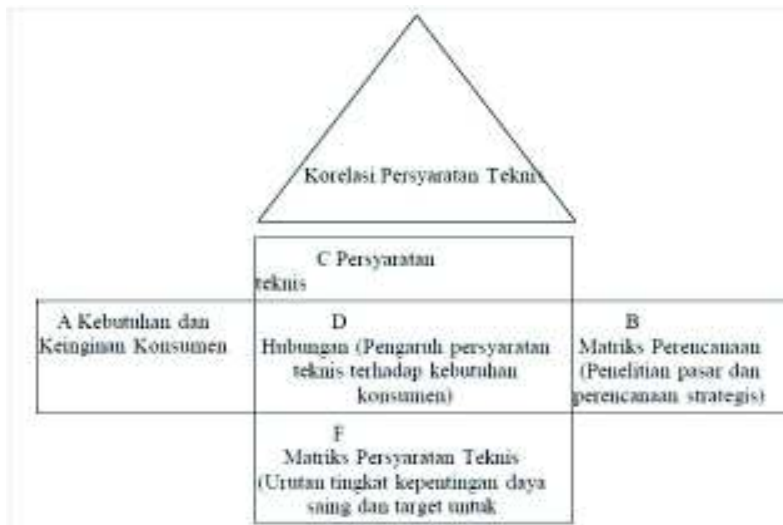 Korelasi Persyaratan Teknis
C Persyaratan
teknis
A Kebutuhan dan
Keinginan Konsumen
D
Hubungan (Pengaruh persyaratan
teknis terhadap kebutuhan
konsumen)
B
Matriks Perencanaan
(Penelitian pasar dan
perencanaan strategis)
F
Matriks Persyaratan Teknis
(Urutan tingkat kepentingan daya
saing dan target untuk